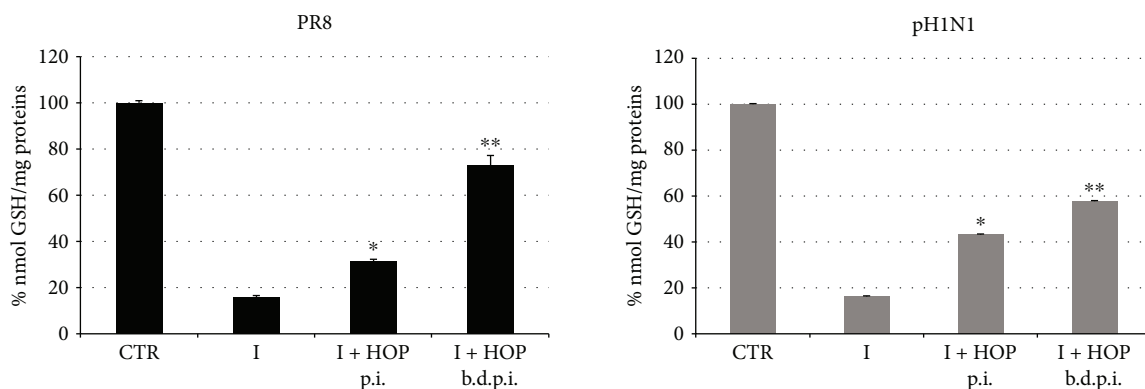 PR8
% nmol GSH/mg proteins
120
100
80
60
40
20
0
*
**
CTR
I
I + HOP
p.i.
I + HOP
b.d.p.i.
pH1N1
% nmol GSH/mg proteins
120
100
80
60
40
20
0
*
**
CTR
I
I + HOP
p.i.
I + HOP
b.d.p.i.